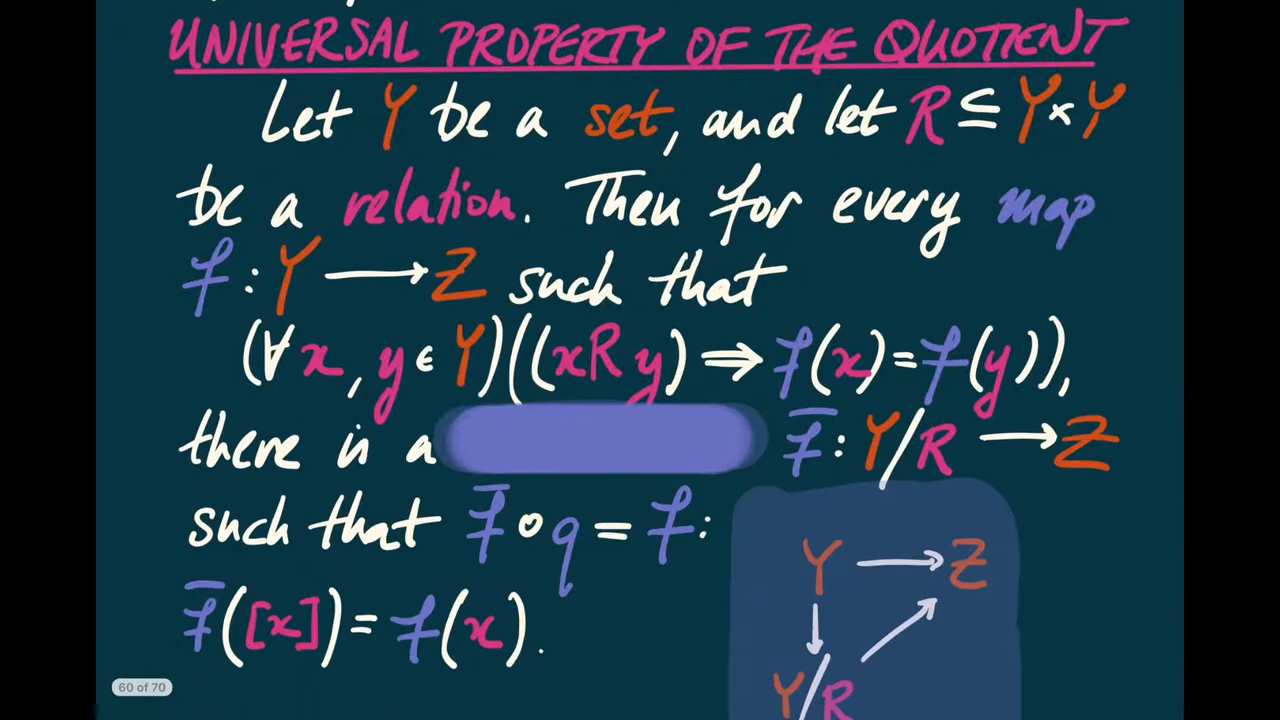 UNIVERSAL PROPERTY OF THE QUOTIENT
Let Y be a set, and let R ⊆ Y × Y
be a relation. Then for every map
f : Y ⟶ Z such that
(∀ x, y ∈ Y)((x R y) ⟹ f(x) = f(y)),
there is a f̅ : Y/R ⟶ Z
such that f̅ ∘ q = f :
f̅([x]) = f(x).
Y ⟶ Z
Y/R
60 of 70